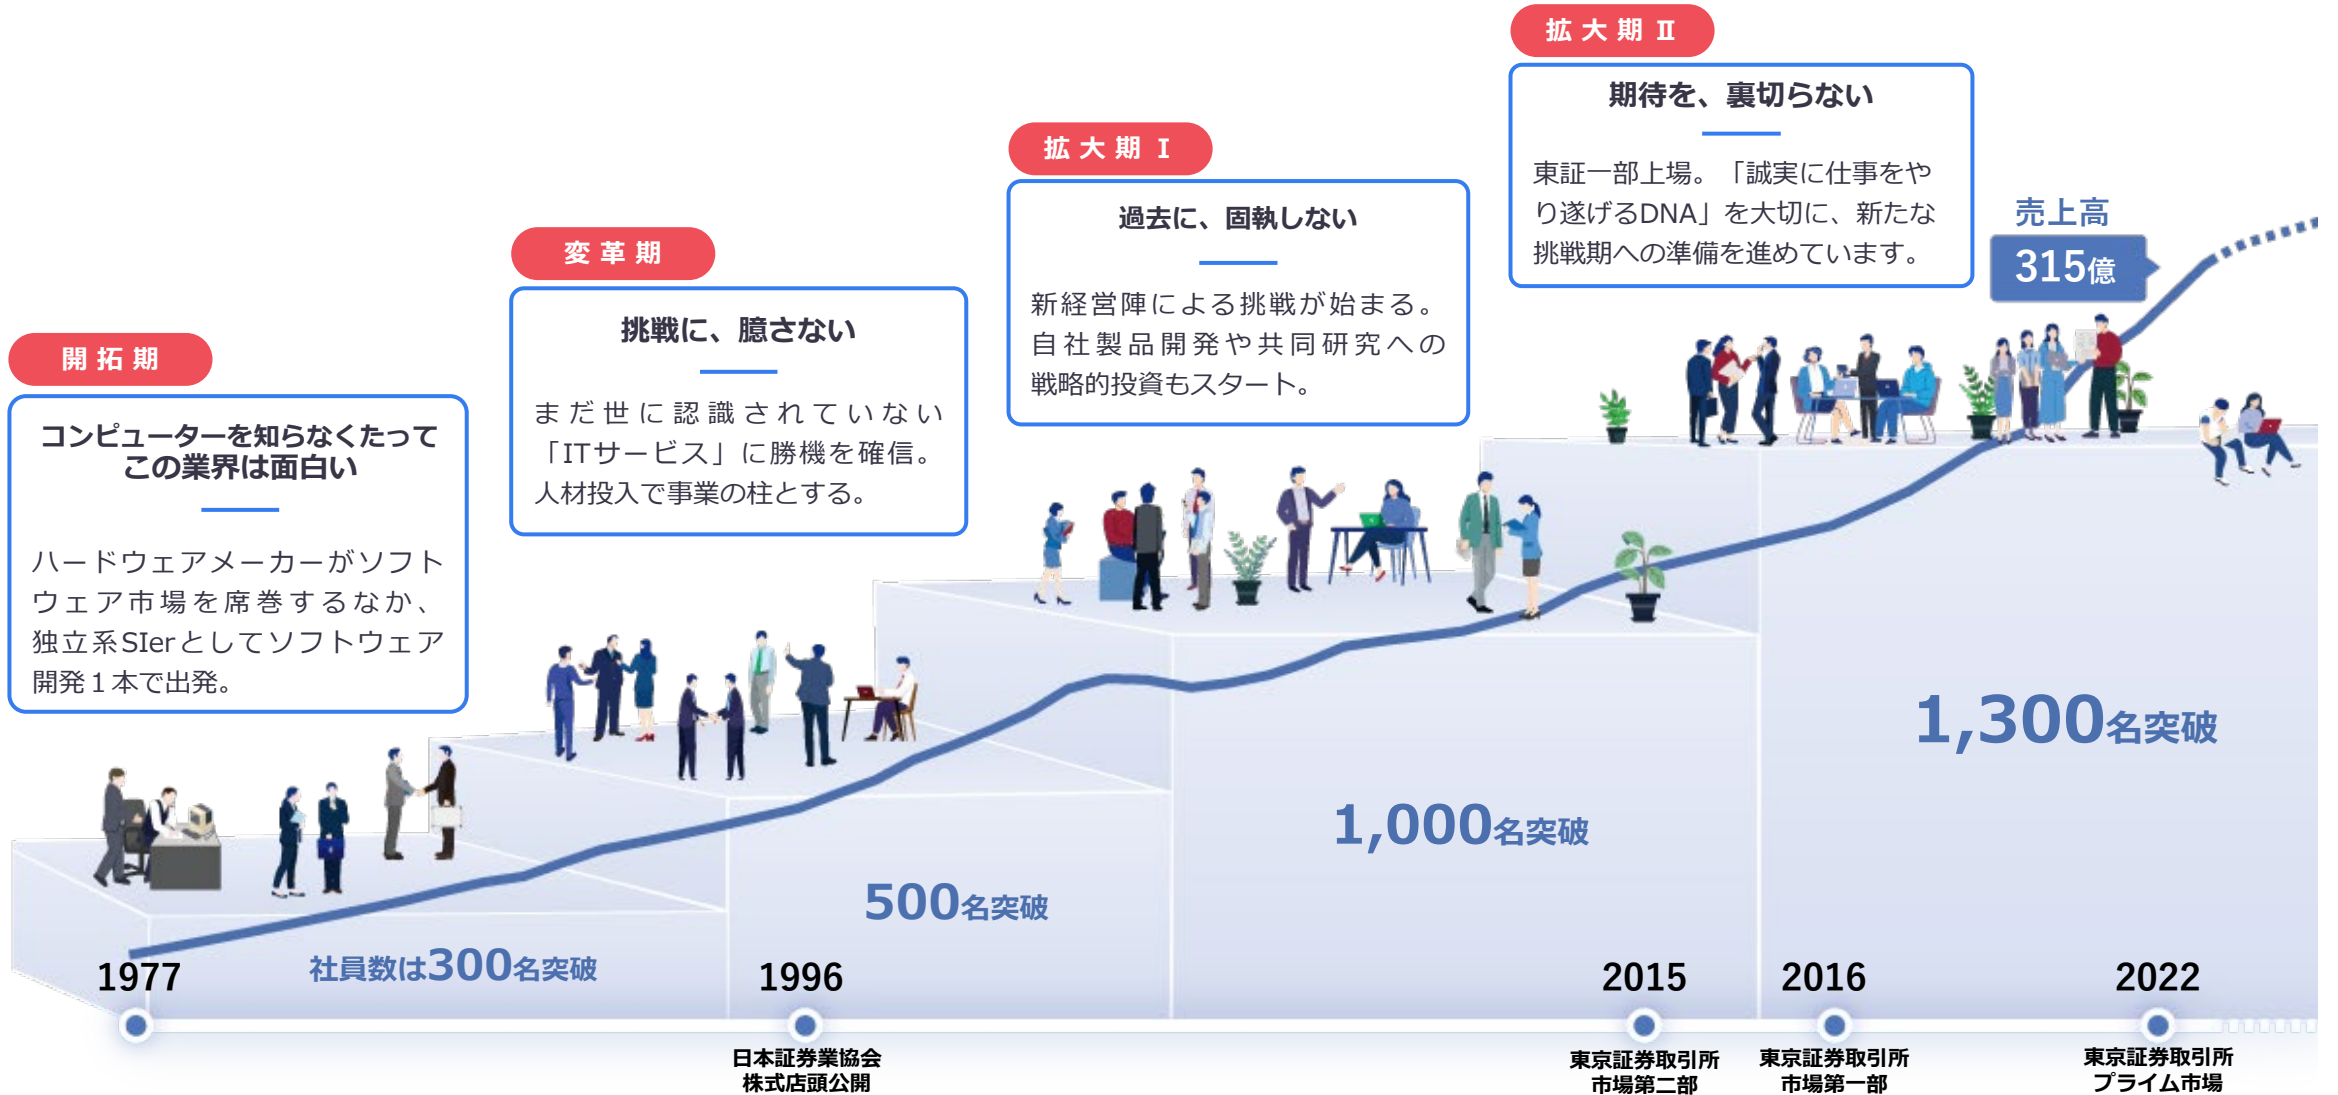 開拓期
コンピューターを知らなくたって
この業界は面白い
ハードウェアメーカーがソフト
ウェア市場を席巻するなか、
独立系SIerとしてソフトウェア
開発１本で出発。
変革期
挑戦に、臆さない
まだ世に認識されていない
「ITサービス」に勝機を確信。
人材投入で事業の柱とする。
拡大期Ⅰ
過去に、固執しない
新経営陣による挑戦が始まる。
自社製品開発や共同研究への
戦略的投資もスタート。
拡大期Ⅱ
期待を、裏切らない
東証一部上場。「誠実に仕事をや
り遂げるDNA」を大切に、新たな
挑戦期への準備を進めています。
売上高
315億
社員数は300名突破
500名突破
1,000名突破
1,300名突破
1977
1996
日本証券業協会
株式店頭公開
2015
東京証券取引所
市場第二部
2016
東京証券取引所
市場第一部
2022
東京証券取引所
プライム市場